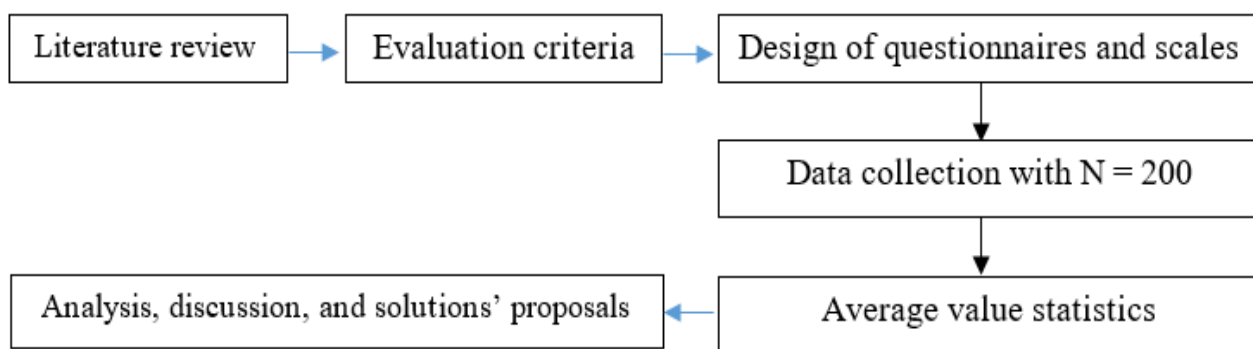 Literature review
Evaluation criteria
Design of questionnaires and scales
Data collection with N = 200
Average value statistics
Analysis, discussion, and solutions’ proposals